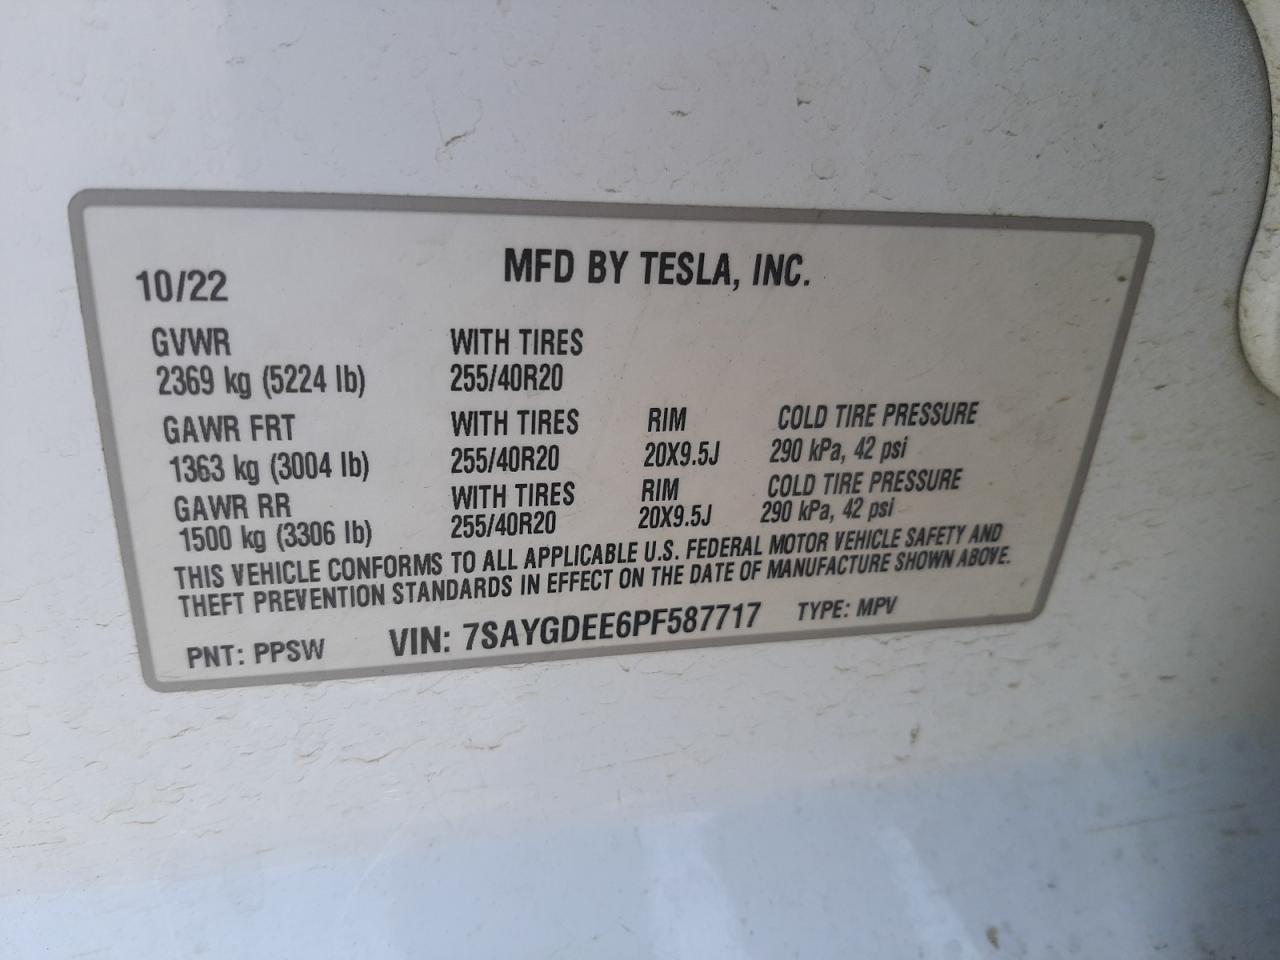 MFD BY TESLA, INC.
10/22
GVWR WITH TIRES
2369 kg (5224 lb) 255/40R20
GAWR FRT WITH TIRES RIM COLD TIRE PRESSURE
1363 kg (3004 lb) 255/40R20 20X9.5J 290 kPa, 42 psi
GAWR RR WITH TIRES RIM COLD TIRE PRESSURE
1500 kg (3306 lb) 255/40R20 20X9.5J 290 kPa, 42 psi
THIS VEHICLE CONFORMS TO ALL APPLICABLE U.S. FEDERAL MOTOR VEHICLE SAFETY AND
THEFT PREVENTION STANDARDS IN EFFECT ON THE DATE OF MANUFACTURE SHOWN ABOVE.
PNT: PPSW VIN: 7SAYGDEE6PF587717 TYPE: MPV